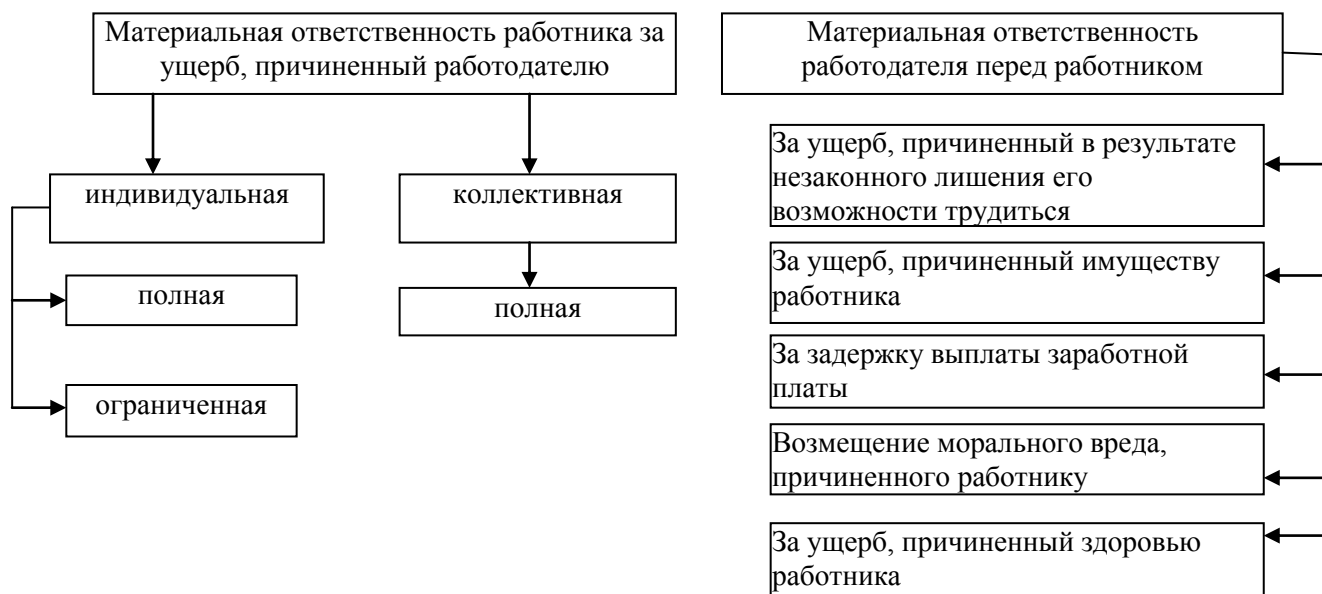 Материальная ответственность работника за
ущерб, причиненный работодателю
индивидуальная
коллективная
полная
полная
ограниченная
Материальная ответственность
работодателя перед работником
За ущерб, причиненный в результате
незаконного лишения его
возможности трудиться
За ущерб, причиненный имуществу
работника
За задержку выплаты заработной
платы
Возмещение морального вреда,
причиненного работнику
За ущерб, причиненный здоровью
работника